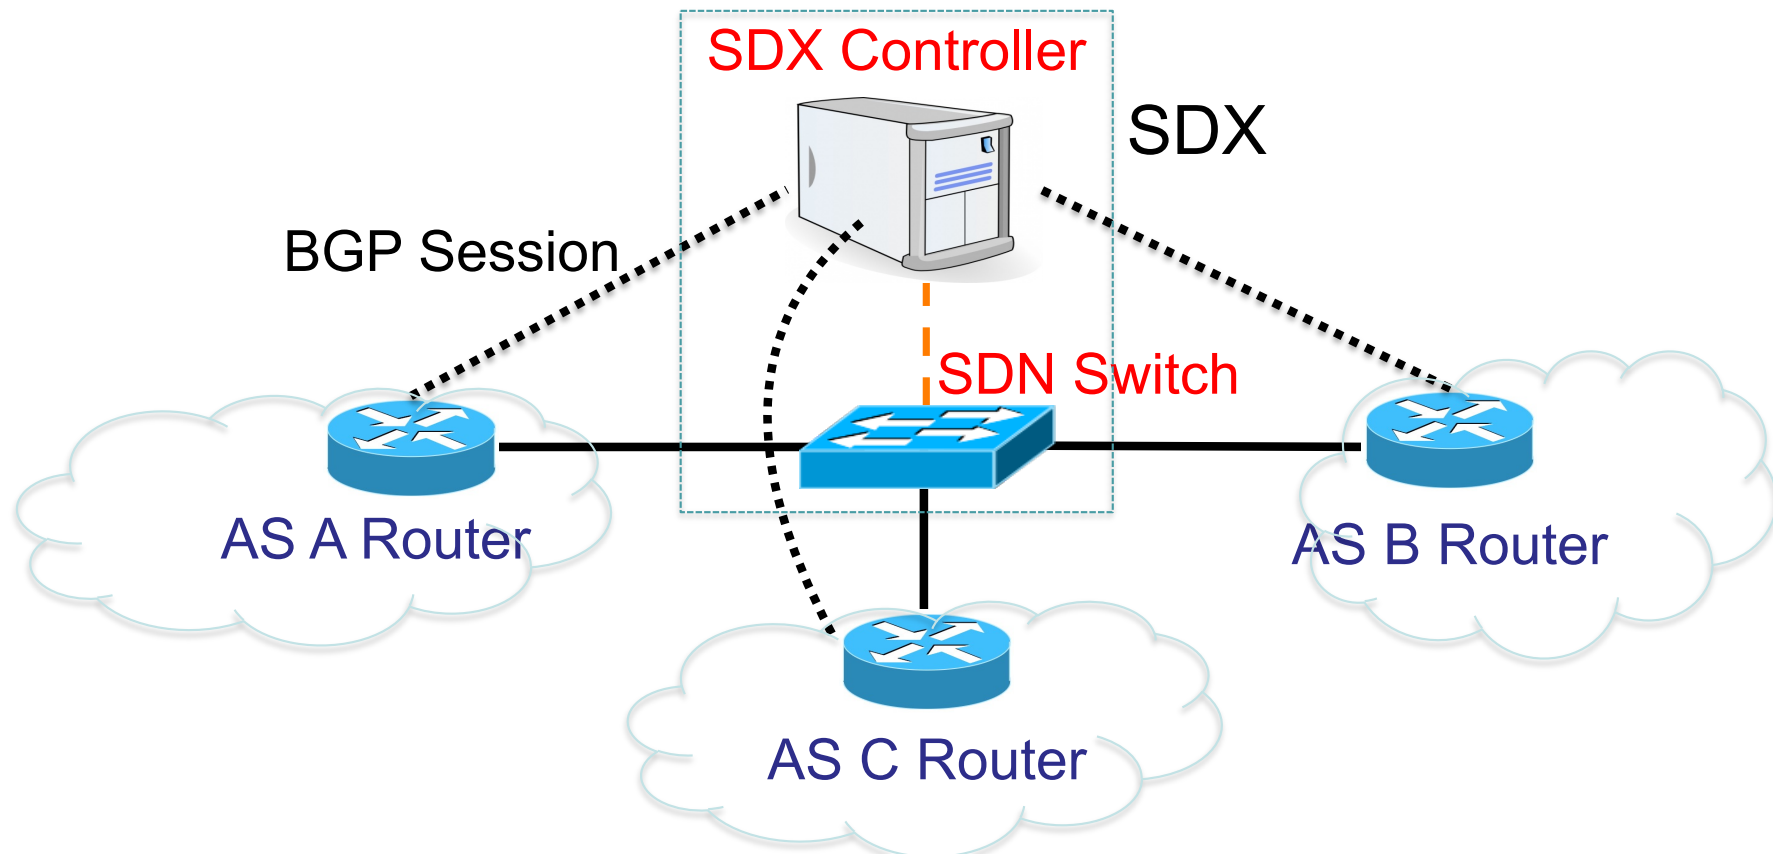 SDX Controller
SDX
BGP Session
SDN Switch
AS A Router
AS B Router
AS C Router